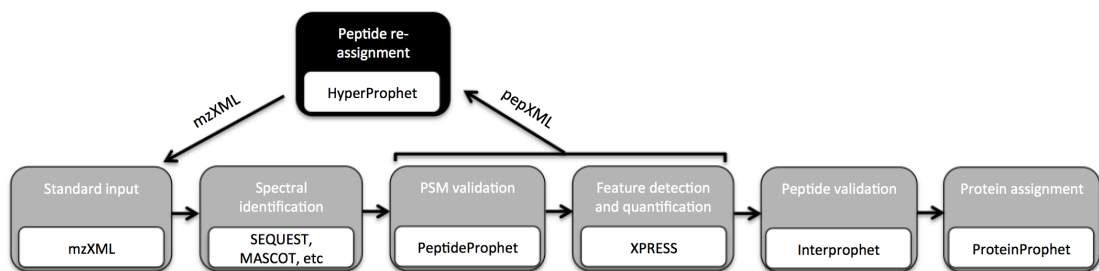 Peptide re-
assignment
HyperProphet
mzXML
pepXML
Standard input
mzXML
Spectral
identification
SEQUEST,
MASCOT, etc
PSM validation
PeptideProphet
Feature detection
and quantification
XPRESS
Peptide validation
Interprophet
Protein assignment
ProteinProphet